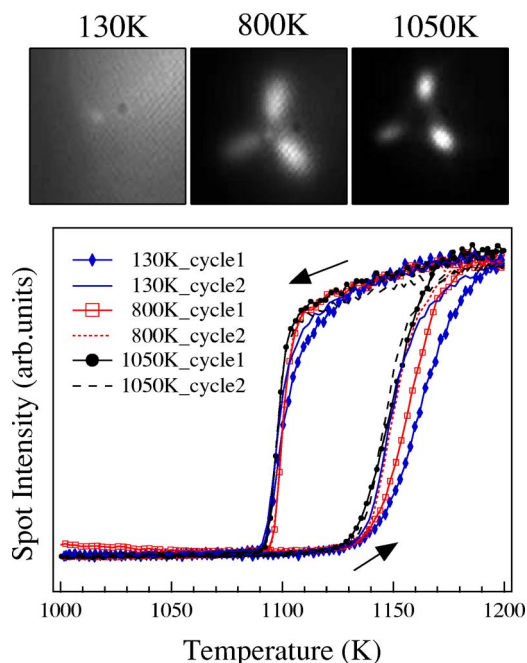 130K 800K 1050K
130K_cycle1
130K_cycle2
800K_cycle1
800K_cycle2
1050K_cycle1
1050K_cycle2
Spot Intensity (arb.units)
1000 1050 1100 1150 1200
Temperature (K)